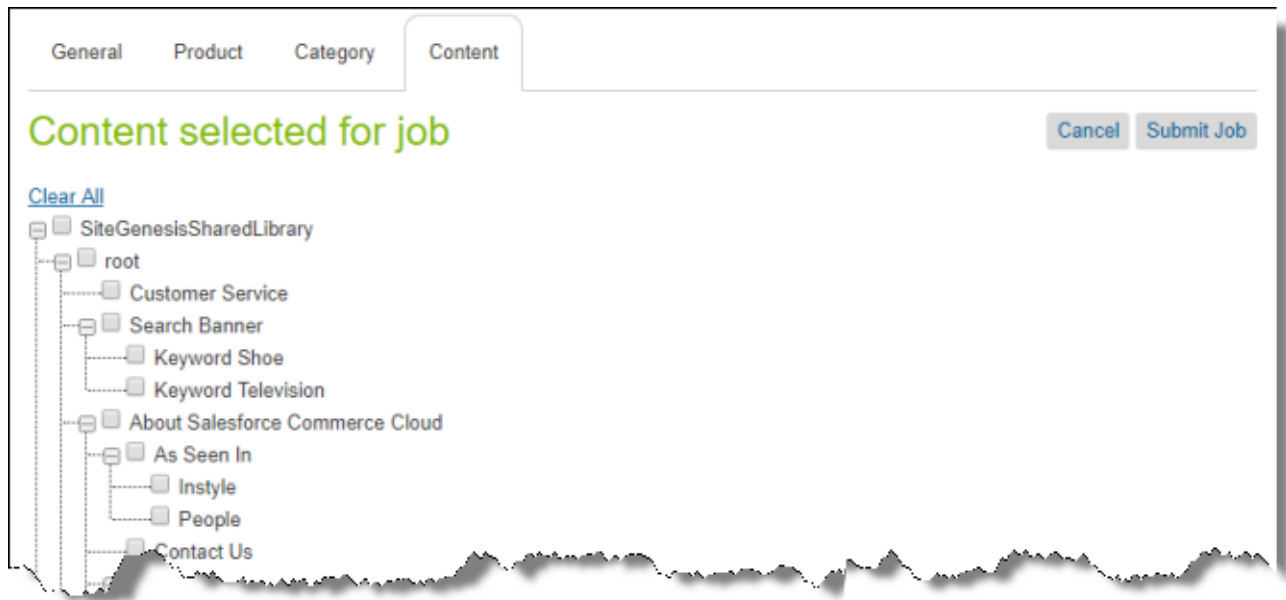 General Product Category Content
Content selected for job
Cancel Submit Job
Clear All
SiteGenesisSharedLibrary
root
Customer Service
Search Banner
Keyword Shoe
Keyword Television
About Salesforce Commerce Cloud
As Seen In
Instyle
People
Contact Us